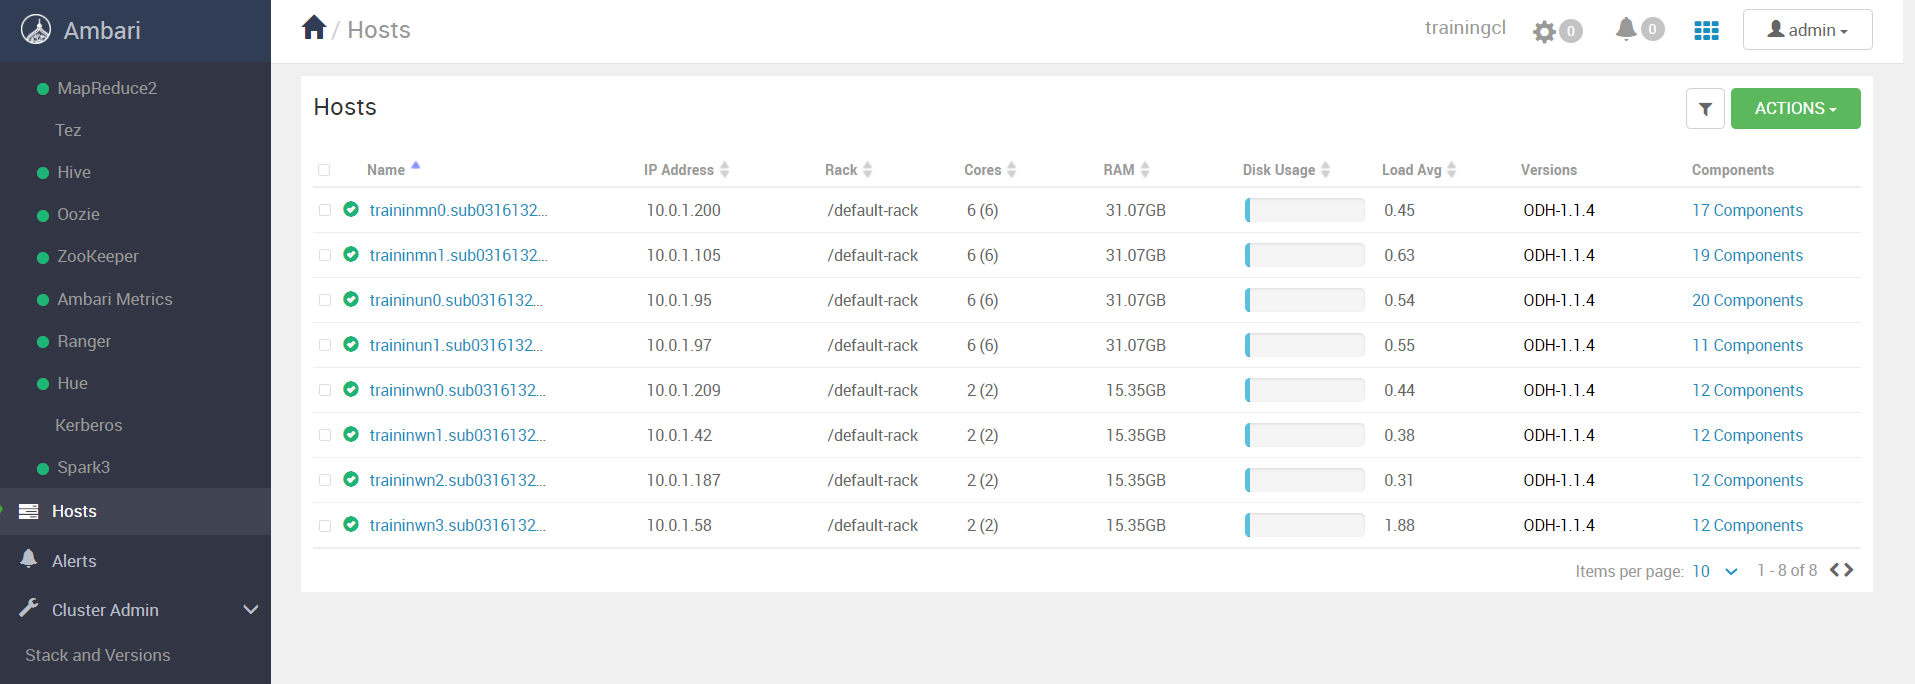 Ambari
MapReduce2
Tez
Hive
Oozie
ZooKeeper
Ambari Metrics
Ranger
Hue
Kerberos
Spark3
Hosts
Alerts
Cluster Admin
Stack and Versions
/ Hosts
trainingcl 0 0 admin
Hosts
ACTIONS
Name IP Address Rack Cores RAM Disk Usage Load Avg Versions Components
traininmn0.sub0316132... 10.0.1.200 /default-rack 6 (6) 31.07GB 0.45 ODH-1.1.4 17 Components
traininmn1.sub0316132... 10.0.1.105 /default-rack 6 (6) 31.07GB 0.63 ODH-1.1.4 19 Components
traininun0.sub0316132... 10.0.1.95 /default-rack 6 (6) 31.07GB 0.54 ODH-1.1.4 20 Components
traininun1.sub0316132... 10.0.1.97 /default-rack 6 (6) 31.07GB 0.55 ODH-1.1.4 11 Components
traininwn0.sub0316132... 10.0.1.209 /default-rack 2 (2) 15.35GB 0.44 ODH-1.1.4 12 Components
traininwn1.sub0316132... 10.0.1.42 /default-rack 2 (2) 15.35GB 0.38 ODH-1.1.4 12 Components
traininwn2.sub0316132... 10.0.1.187 /default-rack 2 (2) 15.35GB 0.31 ODH-1.1.4 12 Components
traininwn3.sub0316132... 10.0.1.58 /default-rack 2 (2) 15.35GB 1.88 ODH-1.1.4 12 Components
Items per page: 10 1 - 8 of 8